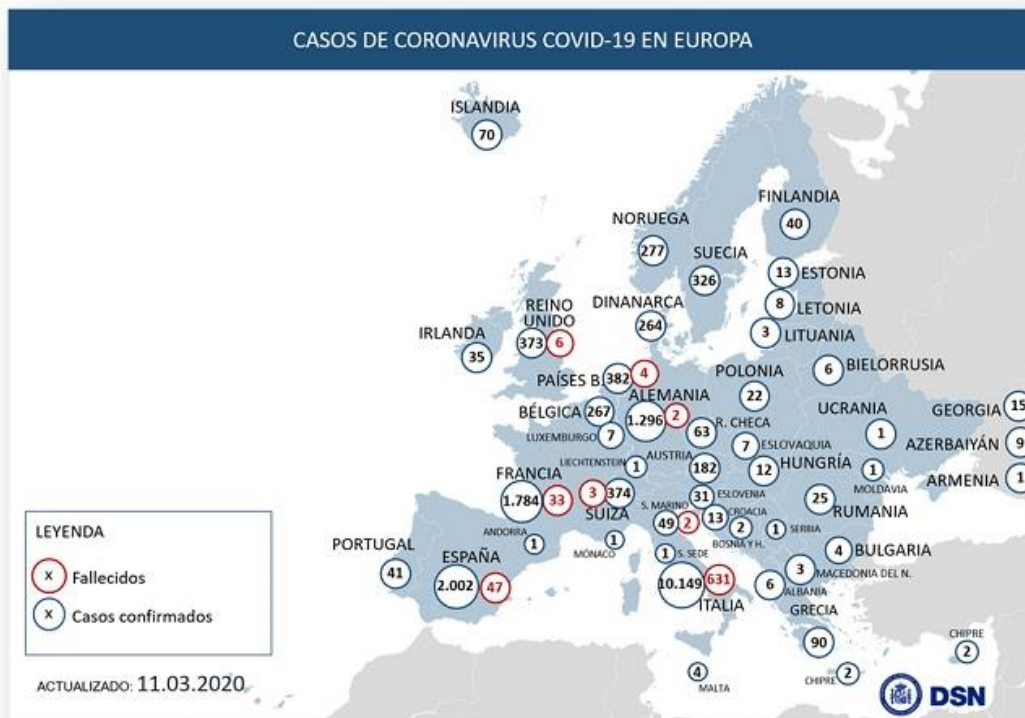 CASOS DE CORONAVIRUS COVID-19 EN EUROPA
ISLANDIA
70
FINLANDIA
40
NORUEGA
277
SUECIA
326
13 ESTONIA
8 LETONIA
3 LITUANIA
DINANARCA
264
REINO
UNIDO
373 6
IRLANDA
35
6 BIELORRUSIA
PAÍSES B. 382 4
POLONIA
22
ALEMANIA
1.296 2
BÉLGICA 267
LUXEMBURGO 7
R. CHECA
63
UCRANIA
1
GEORGIA 15
AZERBAIYÁN 9
ARMENIA 1
7 ESLOVAQUIA
LIECHTENSTEIN 1
AUSTRIA
182
12 HUNGRÍA
1
MOLDAVIA
FRANCIA
1.784 33
3 374
SUIZA
31 ESLOVENIA
25
RUMANIA
S. MARINO
49 2
13 CROACIA
2
BOSNIA Y H.
1 SERBIA
ANDORRA
1
MÓNACO 1
1 S. SEDE
4 BULGARIA
3
MACEDONIA DEL N.
PORTUGAL
41
ESPAÑA
2.002 47
10.149 631
ITALIA
6
ALBANIA
GRECIA
90
CHIPRE
2
4
MALTA
CHIPRE 2
LEYENDA
x Fallecidos
x Casos confirmados
ACTUALIZADO: 11.03.2020
DSN